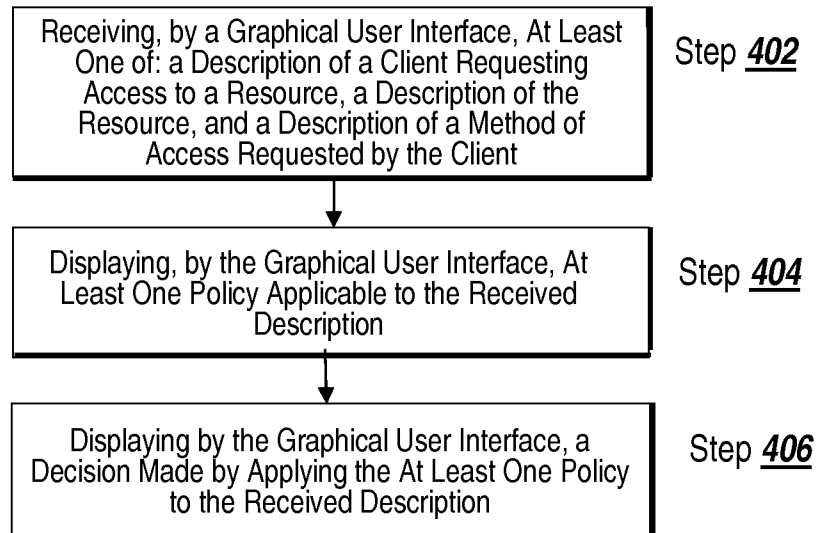 Receiving, by a Graphical User Interface, At Least
One of: a Description of a Client Requesting
Access to a Resource, a Description of the
Resource, and a Description of a Method of
Access Requested by the Client
Step 402
Displaying, by the Graphical User Interface, At
Least One Policy Applicable to the Received
Description
Step 404
Displaying by the Graphical User Interface, a
Decision Made by Applying the At Least One Policy
to the Received Description
Step 406